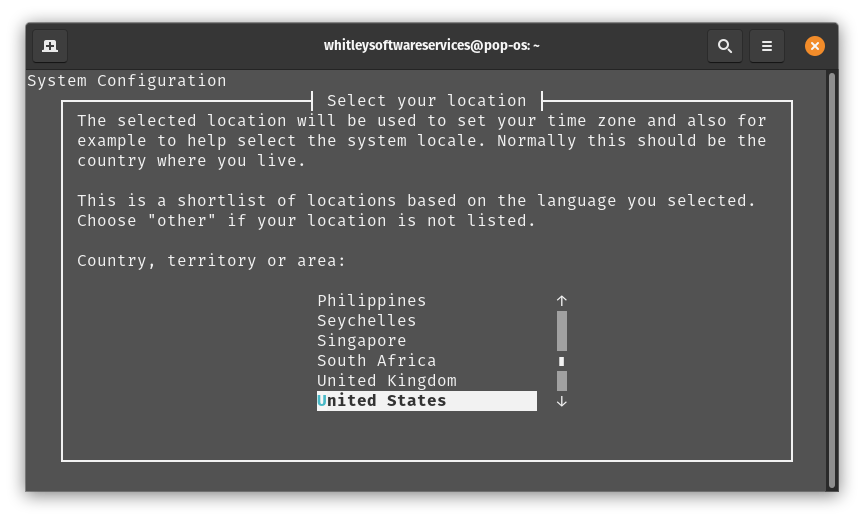 whitleysoftwareservices@pop-os: ~
System Configuration
Select your location
The selected location will be used to set your time zone and also for
example to help select the system locale. Normally this should be the
country where you live.
This is a shortlist of locations based on the language you selected.
Choose "other" if your location is not listed.
Country, territory or area:
Philippines
Seychelles
Singapore
South Africa
United Kingdom
United States